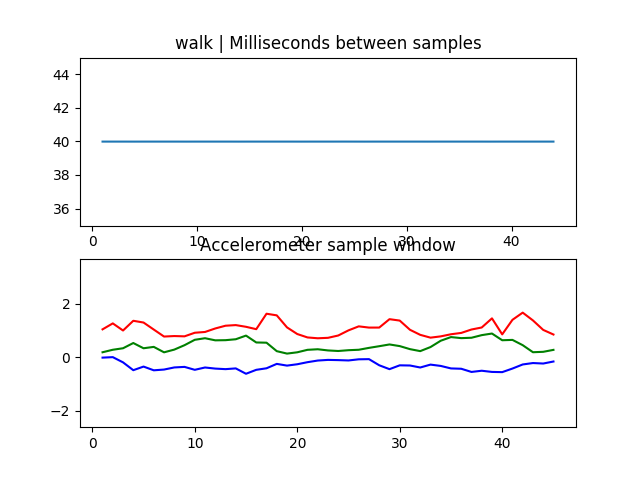 walk | Milliseconds between samples
44
42
40
38
36
0 10 20 30 40
Accelerometer sample window
2
0
−2
0 10 20 30 40